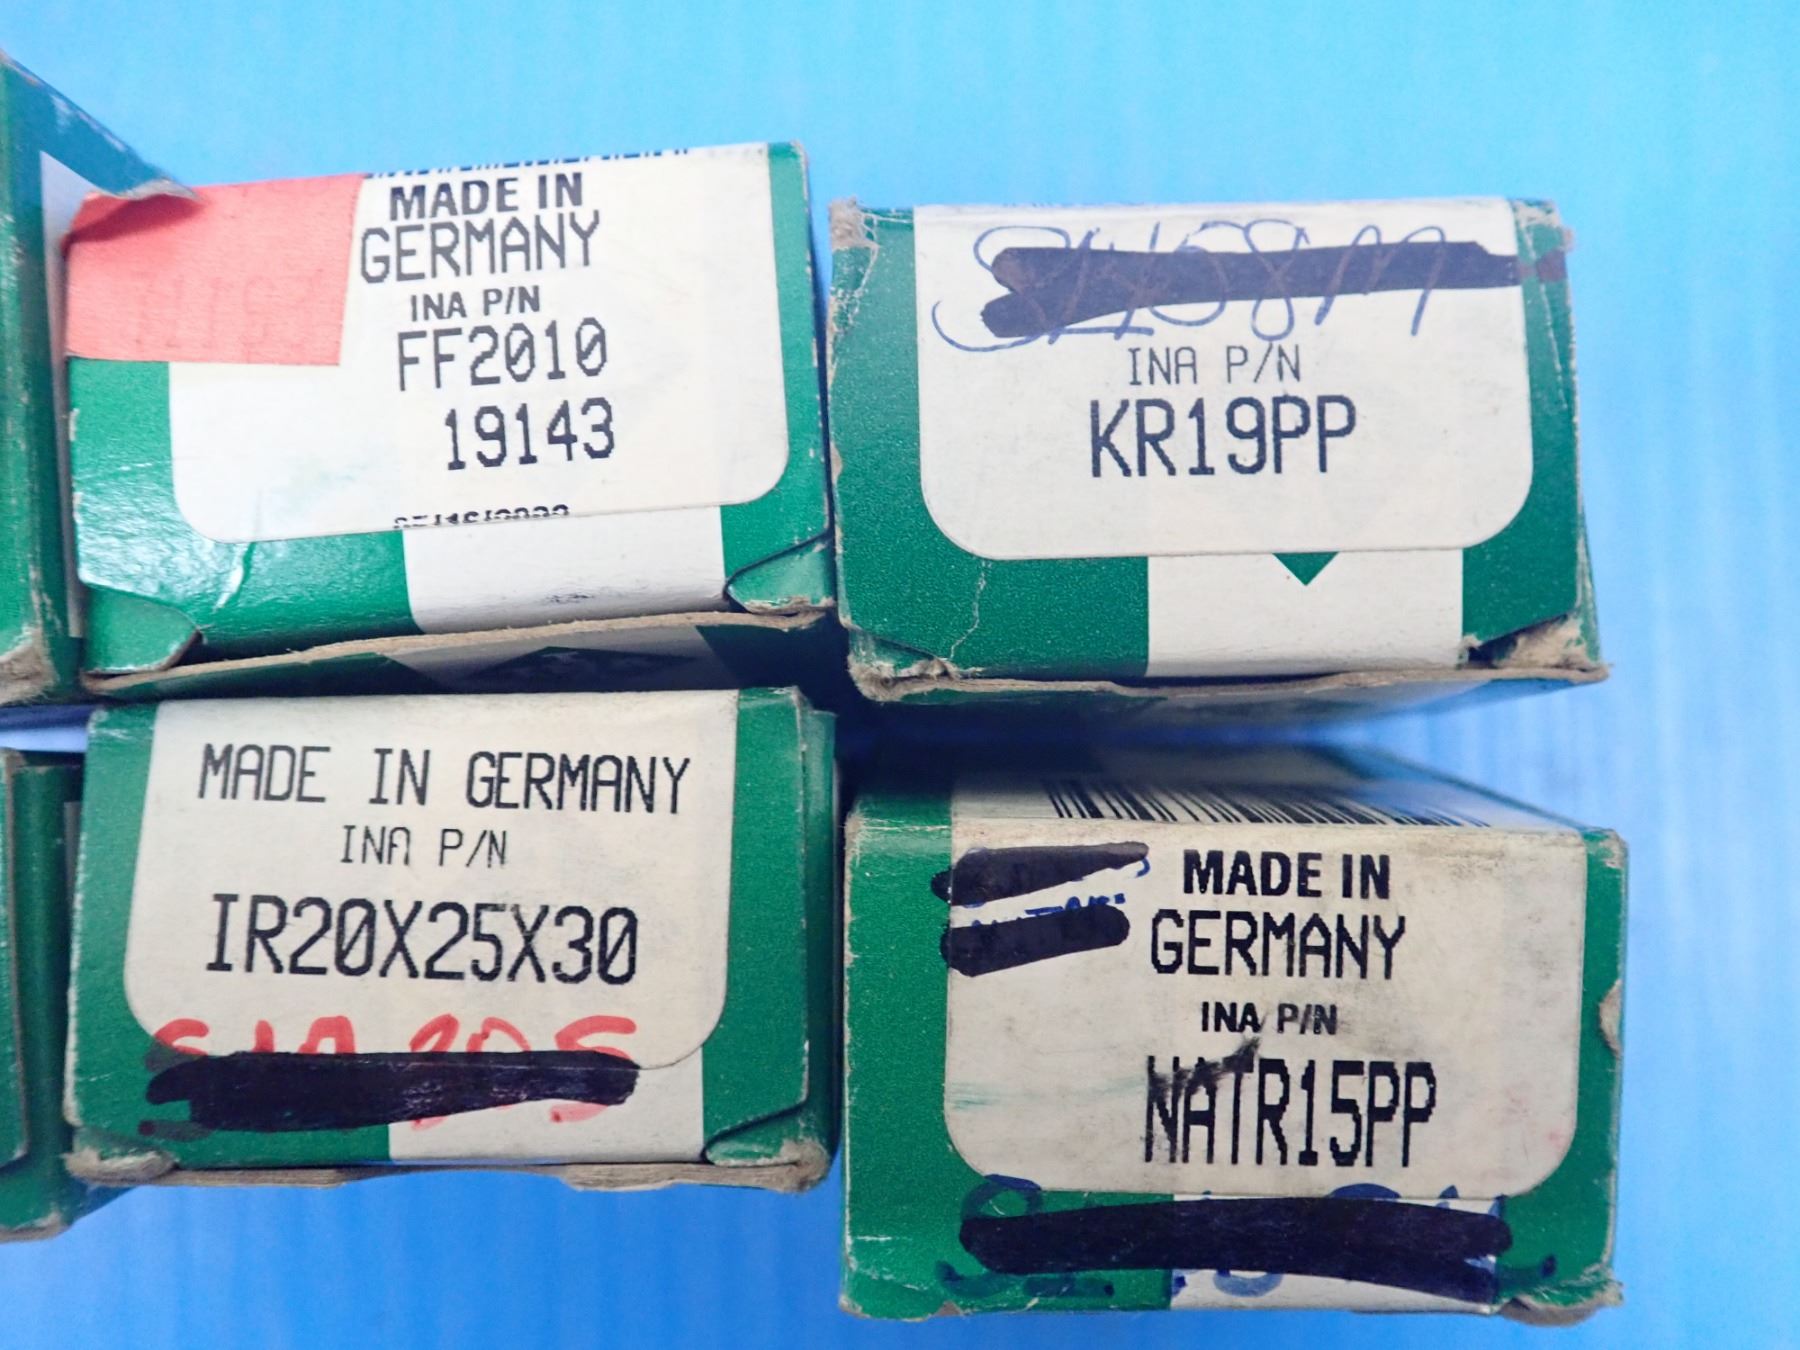 MADE IN
GERMANY
INA P/N
FF2010
19143
INA P/N
KR19PP
MADE IN GERMANY
INA P/N
IR20X25X30
MADE IN
GERMANY
INA P/N
NATR15PP